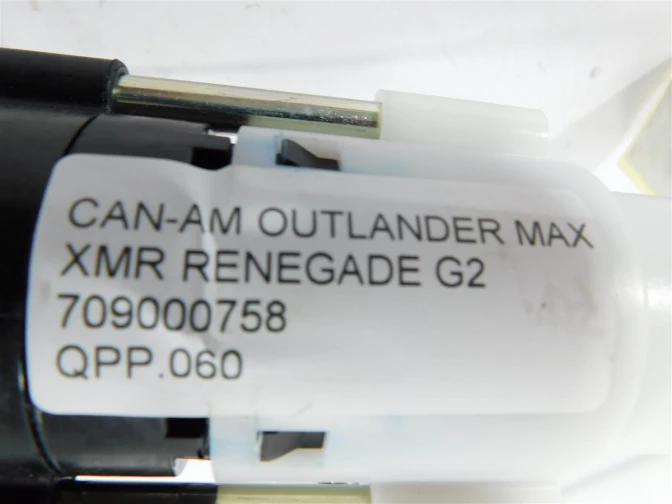 CAN-AM OUTLANDER MAX
XMR RENEGADE G2
709000758
QPP.060